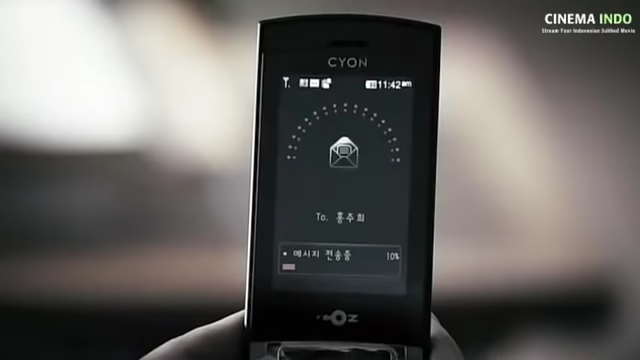 CINEMA INDO
Stream Your Indonesian Subbed Movie
CYON
11:42am
To. 홍주희
메시지 전송중 10%
OZ